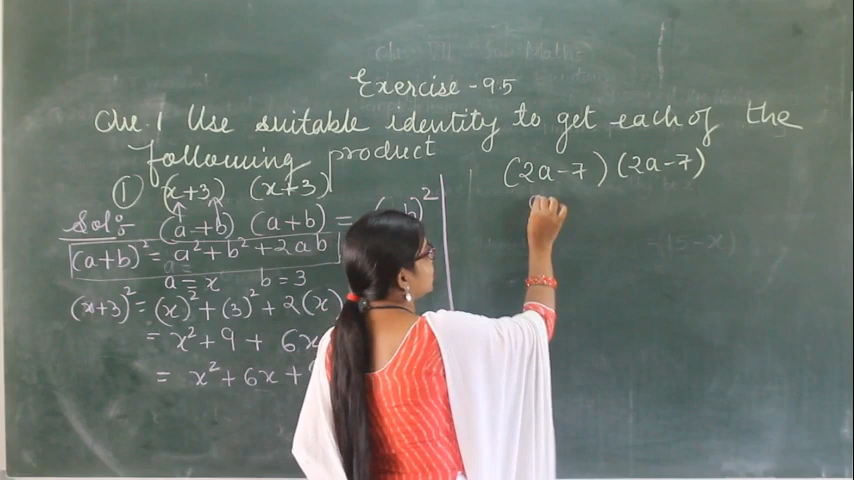 Exercise - 9.5
Que. 1 Use suitable identity to get each of the
following product
① (x+3) (x+3)
Sol:- (a+b) (a+b) =
(a+b)² = a² + b² + 2ab
a = x b = 3
(x+3)² = (x)² + (3)² + 2(x)
= x² + 9 + 6x
= x² + 6x +
(2a-7) (2a-7)
-(15-x)